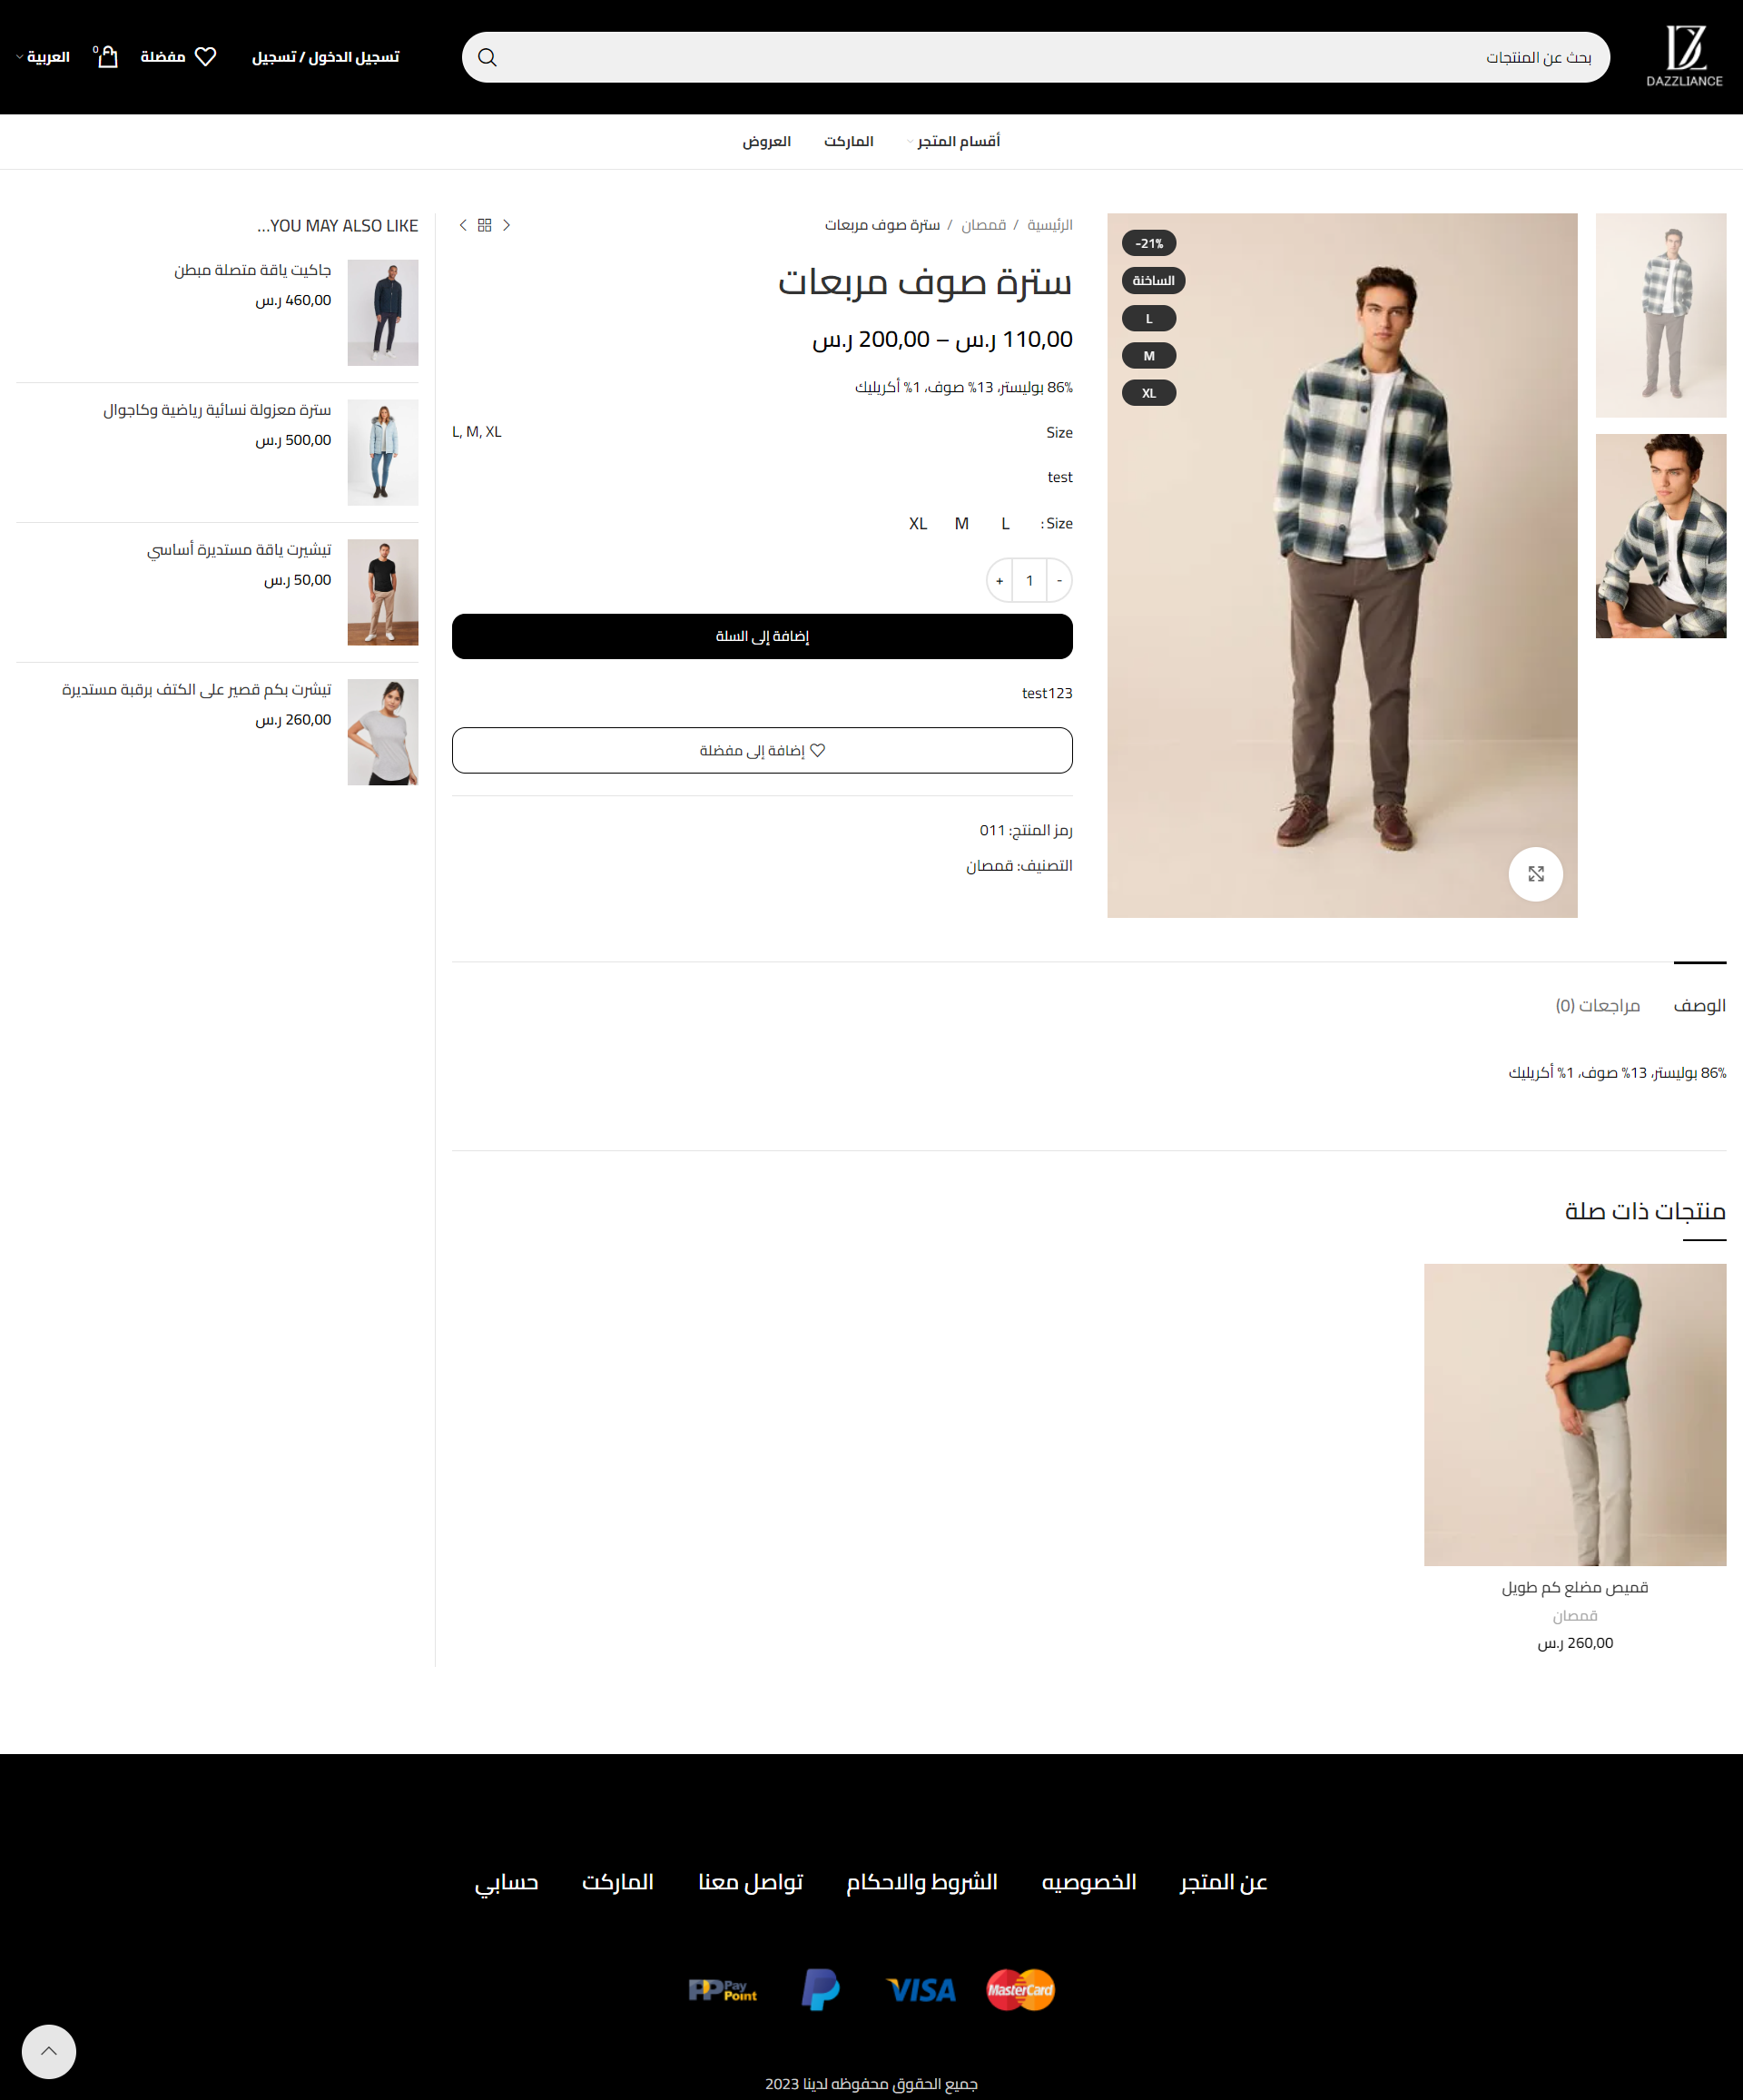 DAZZLIANCE
بحث عن المنتجات
تسجيل الدخول / تسجيل
مفضلة
0
العربية
أقسام المتجر
الماركت
العروض
-21%
الساخنة
L
M
XL
الرئيسية / قمصان / سترة صوف مربعات
سترة صوف مربعات
110,00 ر.س – 200,00 ر.س
86% بوليستر، 13% صوف، 1% أكريليك
Size
L, M, XL
test
Size :
L
M
XL
-
1
+
إضافة إلى السلة
test123
إضافة إلى مفضلة
رمز المنتج: 011
التصنيف: قمصان
YOU MAY ALSO LIKE…
جاكيت ياقة متصلة مبطن
460,00 ر.س
سترة معزولة نسائية رياضية وكاجوال
500,00 ر.س
تيشيرت ياقة مستديرة أساسي
50,00 ر.س
تيشرت بكم قصير على الكتف برقبة مستديرة
260,00 ر.س
الوصف
مراجعات (0)
86% بوليستر، 13% صوف، 1% أكريليك
منتجات ذات صلة
قميص مضلع كم طويل
قمصان
260,00 ر.س
عن المتجر
الخصوصيه
الشروط والاحكام
تواصل معنا
الماركت
حسابي
MasterCard
VISA
PP Pay Point
جميع الحقوق محفوظه لدينا 2023